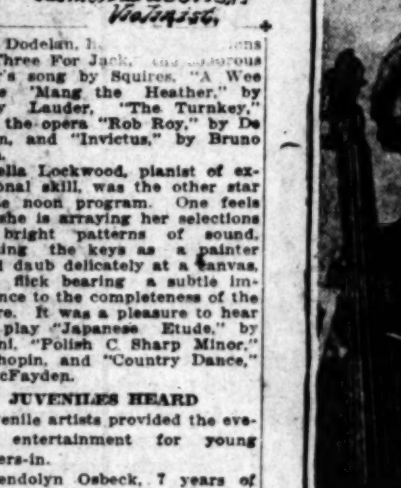 Violinist.
Dodelan,
Three For Jack,
's song by Squires, "A Wee
'Mang the Heather," by
Lauder, "The Turnkey,"
the opera "Rob Roy," by De
and "Invictus," by Bruno
Lockwood, pianist of ex-
onal skill, was the other star
noon program. One feels
she is arraying her selections
bright patterns of sound,
ing the keys as a painter
daub delicately at a canvas,
flick bearing a subtle im-
nce to the completeness of the
re. It was a pleasure to hear
play "Japanese Etude," by
ni, "Polish C Sharp Minor,"
hopin, and "Country Dance,"
cFayden.
JUVENILES HEARD
enile artists provided the eve-
entertainment for young
ers-in.
endolyn Osbeck, 7 years of